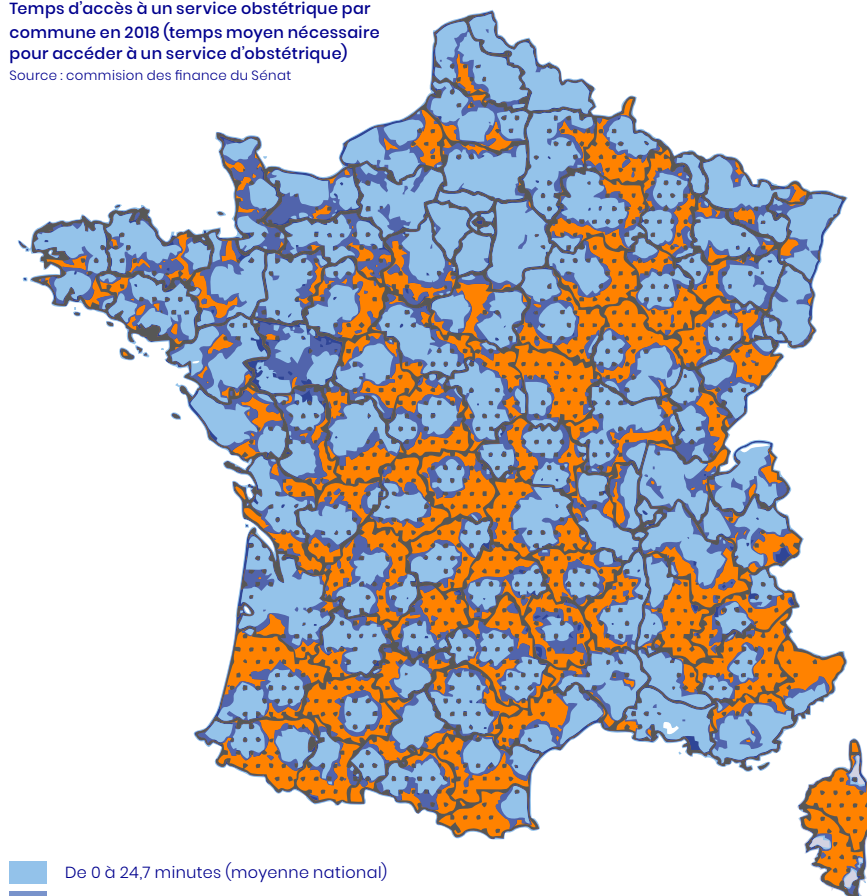 Temps d’accès à un service obstétrique par
commune en 2018 (temps moyen nécessaire
pour accéder à un service d’obstétrique)
Source : commision des finance du Sénat
De 0 à 24,7 minutes (moyenne national)